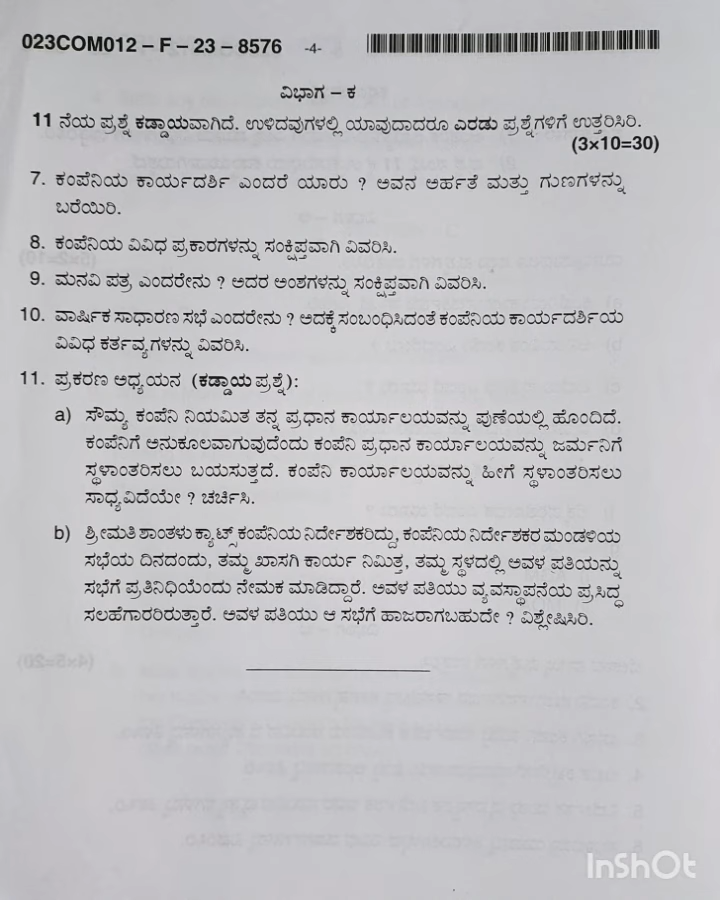 023COM012 – F – 23 – 8576 -4-
ವಿಭಾಗ – ಕ
11 ನೆಯ ಪ್ರಶ್ನೆ ಕಡ್ಡಾಯವಾಗಿದೆ. ಉಳಿದವುಗಳಲ್ಲಿ ಯಾವುದಾದರೂ ಎರಡು ಪ್ರಶ್ನೆಗಳಿಗೆ ಉತ್ತರಿಸಿರಿ.
(3×10=30)
7. ಕಂಪೆನಿಯ ಕಾರ್ಯದರ್ಶಿ ಎಂದರೆ ಯಾರು ? ಅವನ ಅರ್ಹತೆ ಮತ್ತು ಗುಣಗಳನ್ನು
ಬರೆಯಿರಿ.
8. ಕಂಪೆನಿಯ ವಿವಿಧ ಪ್ರಕಾರಗಳನ್ನು ಸಂಕ್ಷಿಪ್ತವಾಗಿ ವಿವರಿಸಿ.
9. ಮನವಿ ಪತ್ರ ಎಂದರೇನು ? ಅದರ ಅಂಶಗಳನ್ನು ಸಂಕ್ಷಿಪ್ತವಾಗಿ ವಿವರಿಸಿ.
10. ವಾರ್ಷಿಕ ಸಾಧಾರಣ ಸಭೆ ಎಂದರೇನು ? ಅದಕ್ಕೆ ಸಂಬಂಧಿಸಿದಂತೆ ಕಂಪೆನಿಯ ಕಾರ್ಯದರ್ಶಿಯ
ವಿವಿಧ ಕರ್ತವ್ಯಗಳನ್ನು ವಿವರಿಸಿ.
11. ಪ್ರಕರಣ ಅಧ್ಯಯನ (ಕಡ್ಡಾಯ ಪ್ರಶ್ನೆ):
a) ಸೌಮ್ಯ ಕಂಪೆನಿ ನಿಯಮಿತ ತನ್ನ ಪ್ರಧಾನ ಕಾರ್ಯಾಲಯವನ್ನು ಪುಣೆಯಲ್ಲಿ ಹೊಂದಿದೆ.
ಕಂಪೆನಿಗೆ ಅನುಕೂಲವಾಗುವುದೆಂದು ಕಂಪೆನಿ ಪ್ರಧಾನ ಕಾರ್ಯಾಲಯವನ್ನು ಜರ್ಮನಿಗೆ
ಸ್ಥಳಾಂತರಿಸಲು ಬಯಸುತ್ತದೆ. ಕಂಪೆನಿ ಕಾರ್ಯಾಲಯವನ್ನು ಹೀಗೆ ಸ್ಥಳಾಂತರಿಸಲು
ಸಾಧ್ಯವಿದೆಯೇ ? ಚರ್ಚಿಸಿ.
b) ಶ್ರೀಮತಿ ಶಾಂತಳು ಕ್ಯಾಟ್ಸ್ ಕಂಪೆನಿಯ ನಿರ್ದೇಶಕರಿದ್ದು, ಕಂಪೆನಿಯ ನಿರ್ದೇಶಕರ ಮಂಡಳಿಯ
ಸಭೆಯ ದಿನದಂದು, ತಮ್ಮ ಖಾಸಗಿ ಕಾರ್ಯ ನಿಮಿತ್ತ, ತಮ್ಮ ಸ್ಥಳದಲ್ಲಿ ಅವಳ ಪತಿಯನ್ನು
ಸಭೆಗೆ ಪ್ರತಿನಿಧಿಯೆಂದು ನೇಮಕ ಮಾಡಿದ್ದಾರೆ. ಅವಳ ಪತಿಯು ವ್ಯವಸ್ಥಾಪನೆಯ ಪ್ರಸಿದ್ಧ
ಸಲಹೆಗಾರರಿರುತ್ತಾರೆ. ಅವಳ ಪತಿಯು ಆ ಸಭೆಗೆ ಹಾಜರಾಗಬಹುದೇ ? ವಿಶ್ಲೇಷಿಸಿರಿ.
InShOt